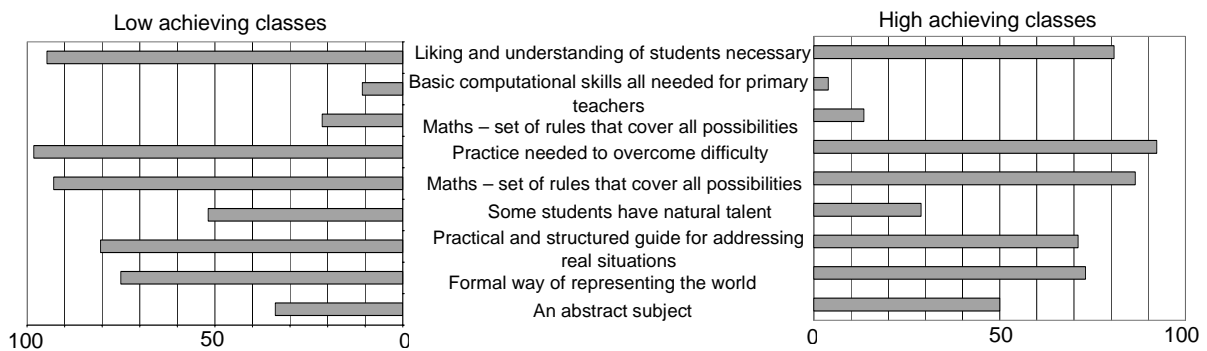 Low achieving classes
High achieving classes
Liking and understanding of students necessary
Basic computational skills all needed for primary
teachers
Maths – set of rules that cover all possibilities
Practice needed to overcome difficulty
Maths – set of rules that cover all possibilities
Some students have natural talent
Practical and structured guide for addressing
real situations
Formal way of representing the world
An abstract subject
100 50 0
0 50 100